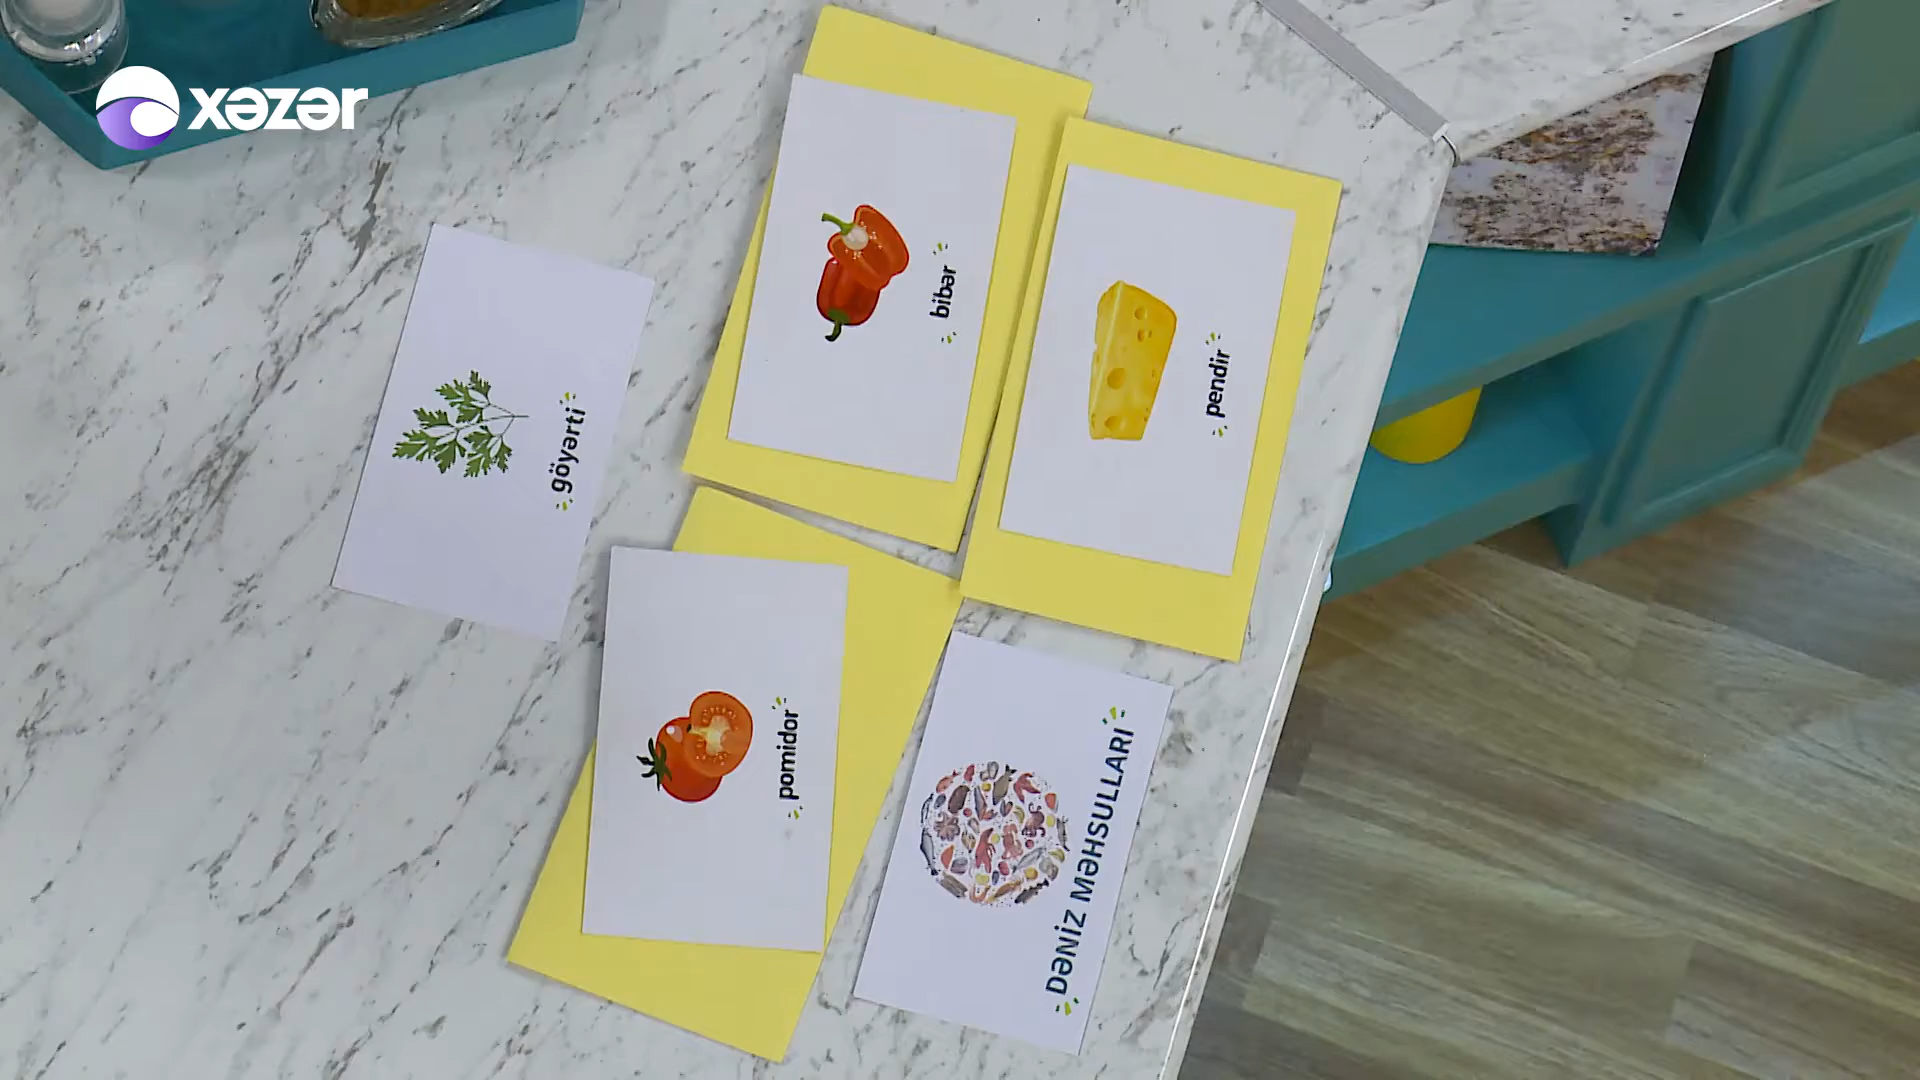 xəzər
göyərti
bibər
pendir
pomidor
DƏNİZ MƏHSULLARI